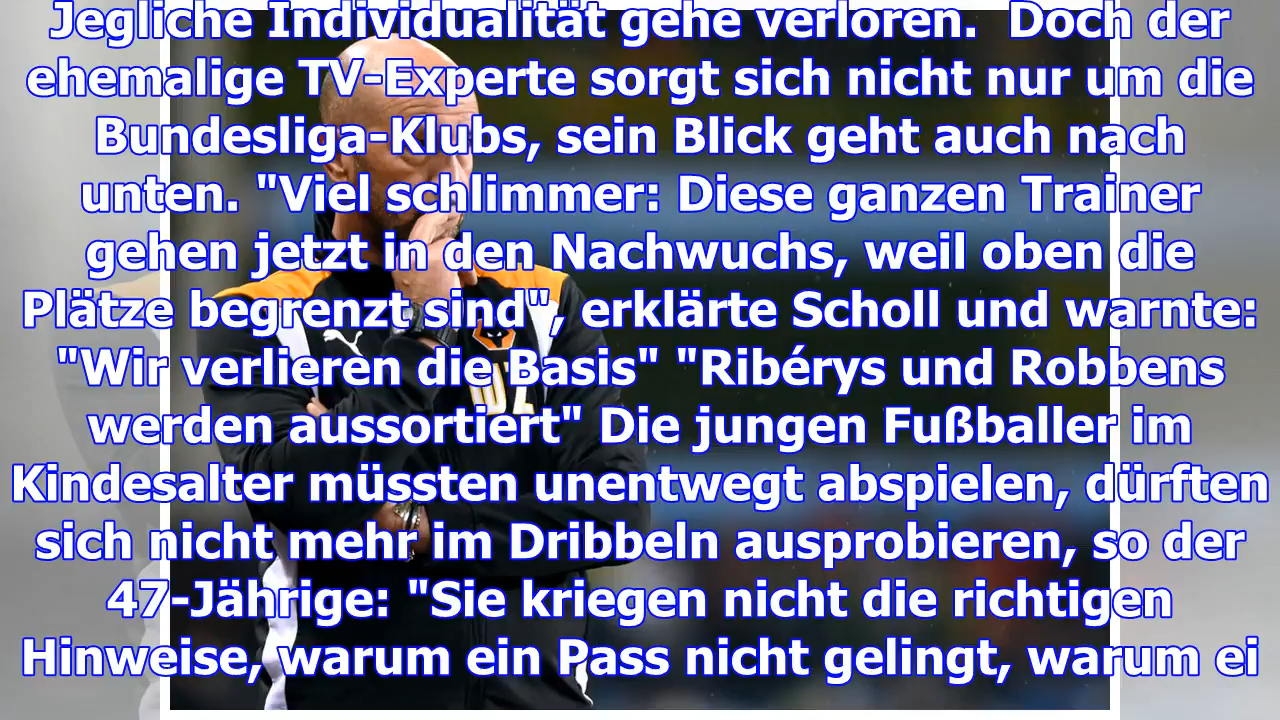 Jegliche Individualität gehe verloren. Doch der
ehemalige TV-Experte sorgt sich nicht nur um die
Bundesliga-Klubs, sein Blick geht auch nach
unten. "Viel schlimmer: Diese ganzen Trainer
gehen jetzt in den Nachwuchs, weil oben die
Plätze begrenzt sind", erklärte Scholl und warnte:
"Wir verlieren die Basis" "Ribérys und Robbens
werden aussortiert" Die jungen Fußballer im
Kindesalter müssten unentwegt abspielen, dürften
sich nicht mehr im Dribbeln ausprobieren, so der
47-Jährige: "Sie kriegen nicht die richtigen
Hinweise, warum ein Pass nicht gelingt, warum ei